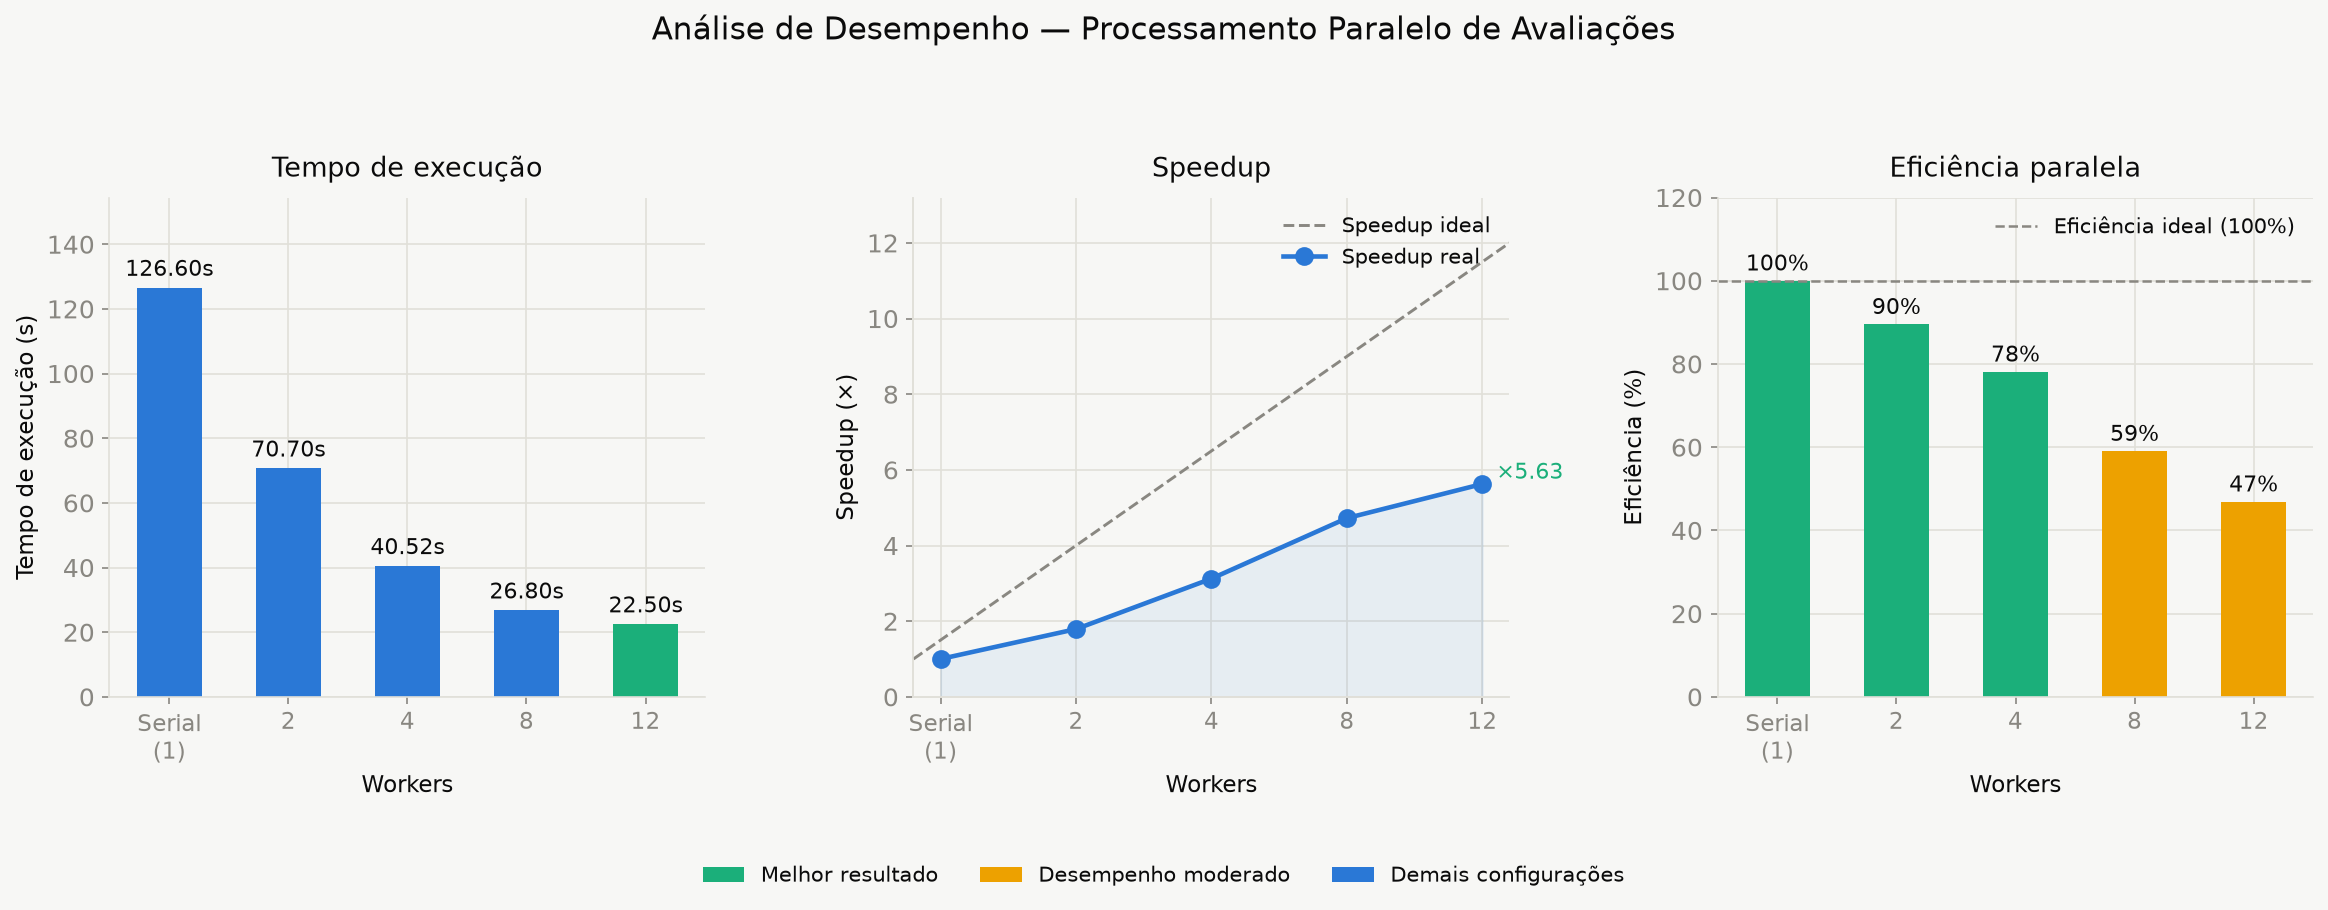 Análise de Desempenho — Processamento Paralelo de Avaliações
Tempo de execução
Tempo de execução (s)
140
120
100
80
60
40
20
0
126.60s
70.70s
40.52s
26.80s
22.50s
Serial
(1)
2
4
8
12
Workers
Speedup
Speedup (×)
12
10
8
6
4
2
0
Speedup ideal
Speedup real
×5.63
Serial
(1)
2
4
8
12
Workers
Eficiência paralela
Eficiência (%)
120
100
80
60
40
20
0
Eficiência ideal (100%)
100%
90%
78%
59%
47%
Serial
(1)
2
4
8
12
Workers
Melhor resultado
Desempenho moderado
Demais configurações